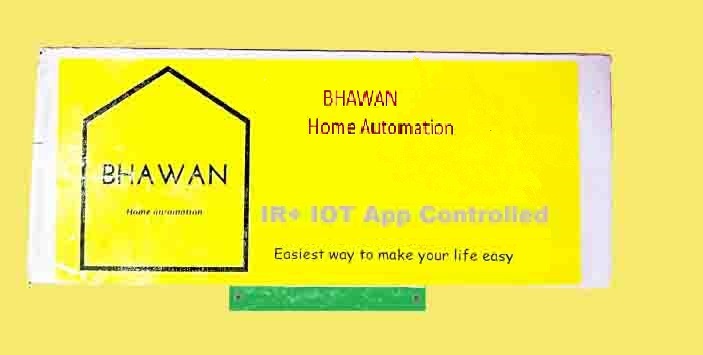 BHAWAN
Home automation
BHAWAN
Home Automation
IR+ IOT App Controlled
Easiest way to make your life easy